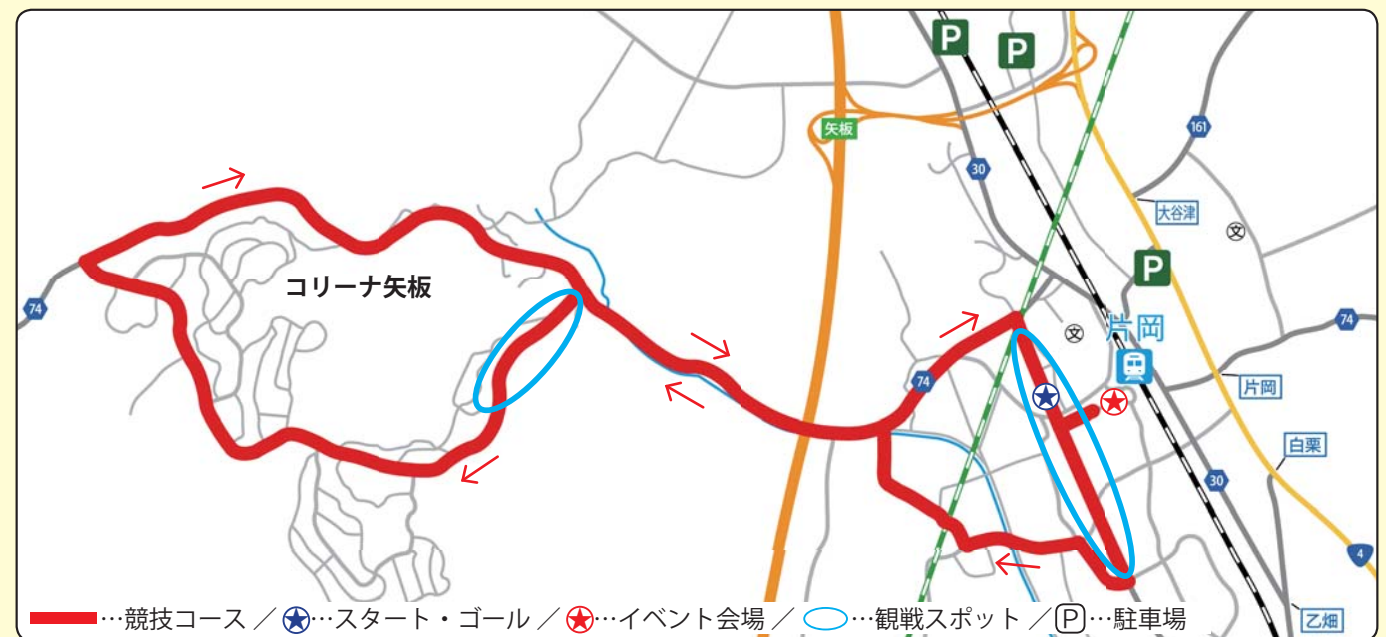 P
P
矢板
161
30
大谷津
文
コリーナ矢板
P
74
74
文
片岡
74
片岡
白栗
30
4
乙畑
…競技コース／★…スタート・ゴール／★…イベント会場／ …観戦スポット／P…駐車場